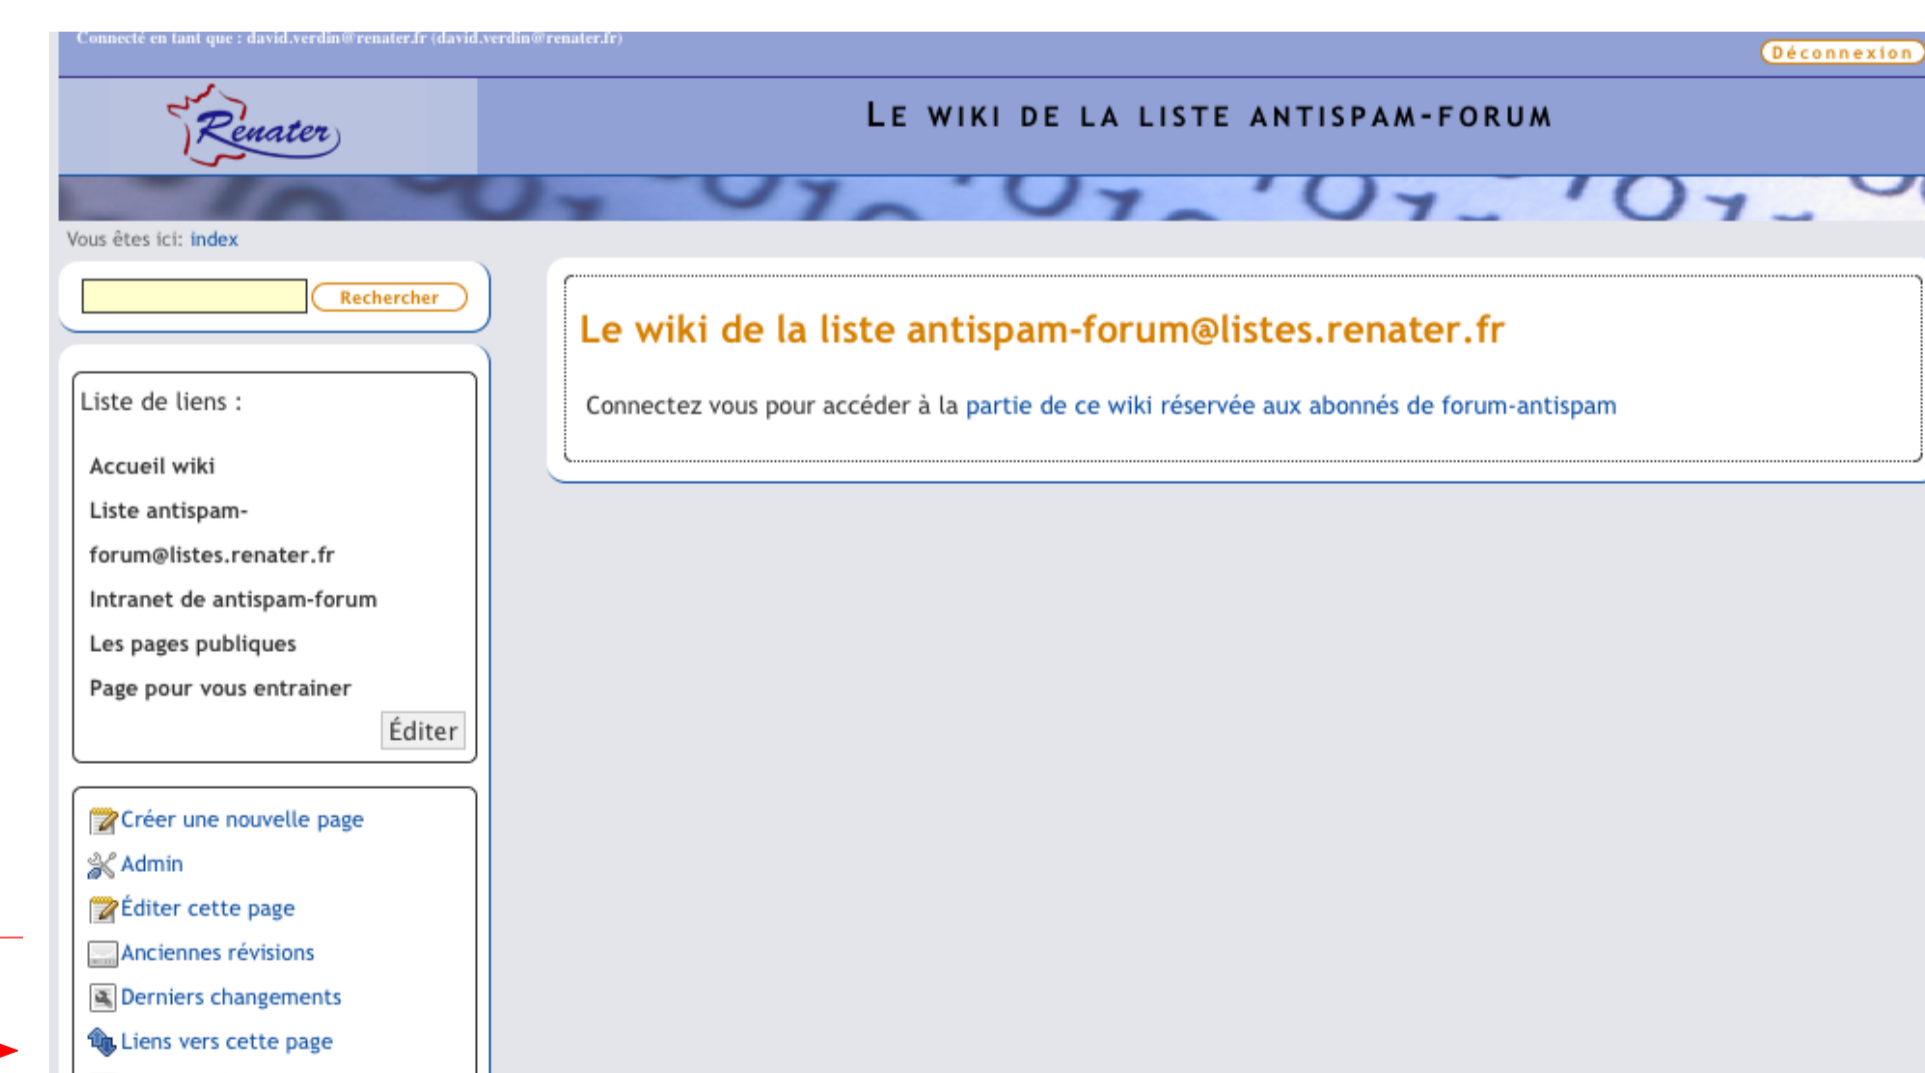 Connecté en tant que : david.verdin@renater.fr (david.verdin@renater.fr)
Déconnexion
Renater
Le wiki de la liste antispam-forum
Vous êtes ici: index
Rechercher
Le wiki de la liste antispam-forum@listes.renater.fr
Connectez vous pour accéder à la partie de ce wiki réservée aux abonnés de forum-antispam
Liste de liens :
Accueil wiki
Liste antispam-
forum@listes.renater.fr
Intranet de antispam-forum
Les pages publiques
Page pour vous entrainer
Éditer
Créer une nouvelle page
Admin
Éditer cette page
Anciennes révisions
Derniers changements
Liens vers cette page